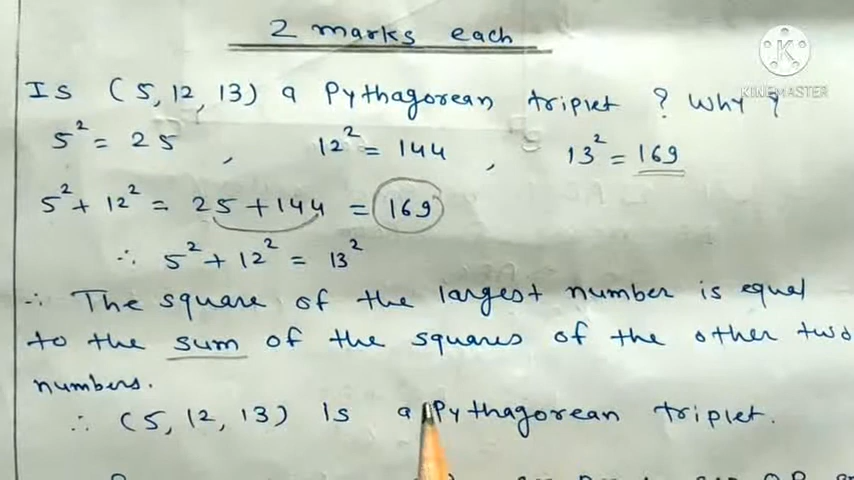 2 marks each
K
KINEMASTER
Is (5, 12, 13) a Pythagorean triplet ? Why ?
5² = 25 , 12² = 144 , 13² = 169
5² + 12² = 25 + 144 = 169
∴ 5² + 12² = 13²
∴ The square of the largest number is equal
to the sum of the squares of the other two
numbers.
∴ (5, 12, 13) is a Pythagorean triplet.